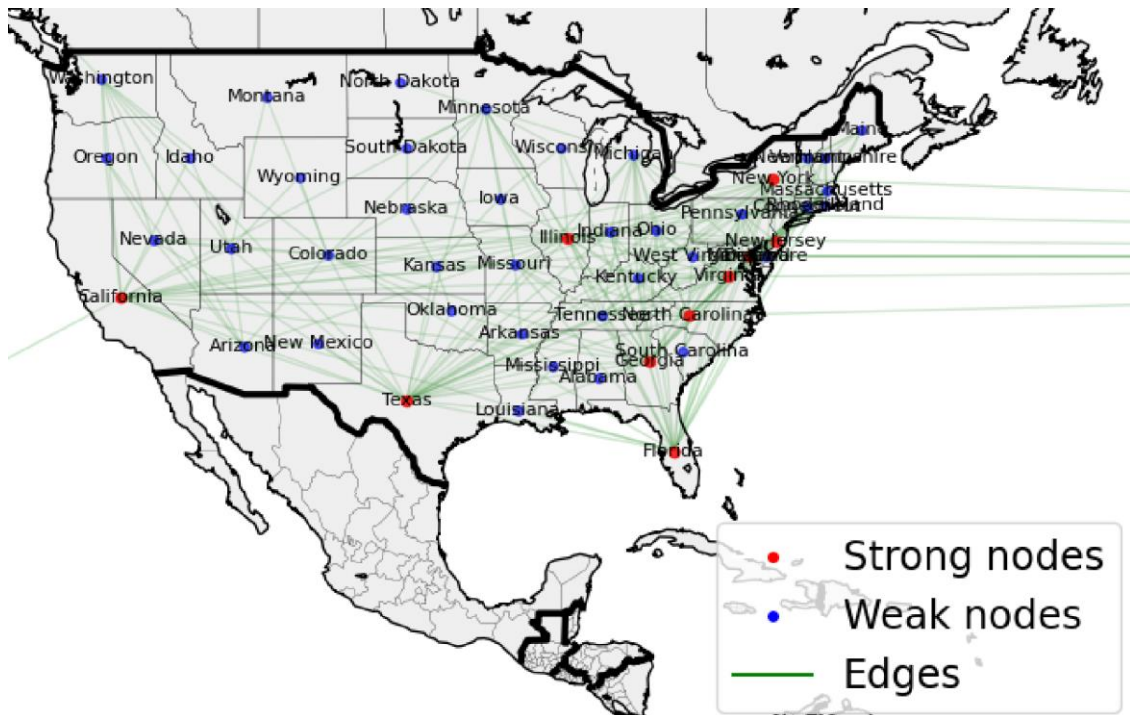 Washington
North Dakota
Montana
Minnesota
Maine
Oregon
Idaho
South Dakota
Wisconsin
Michigan
Wyoming
New York
Massachusetts
Iowa
Nebraska
Pennsylvania
Nevada
Utah
Colorado
Illinois
Indiana
Ohio
New Jersey
Kansas
Missouri
West Virginia
Kentucky
Virginia
California
Oklahoma
Tennessee
North Carolina
Arkansas
Arizona
New Mexico
South Carolina
Georgia
Mississippi
Alabama
Texas
Louisiana
Florida
Strong nodes
Weak nodes
Edges